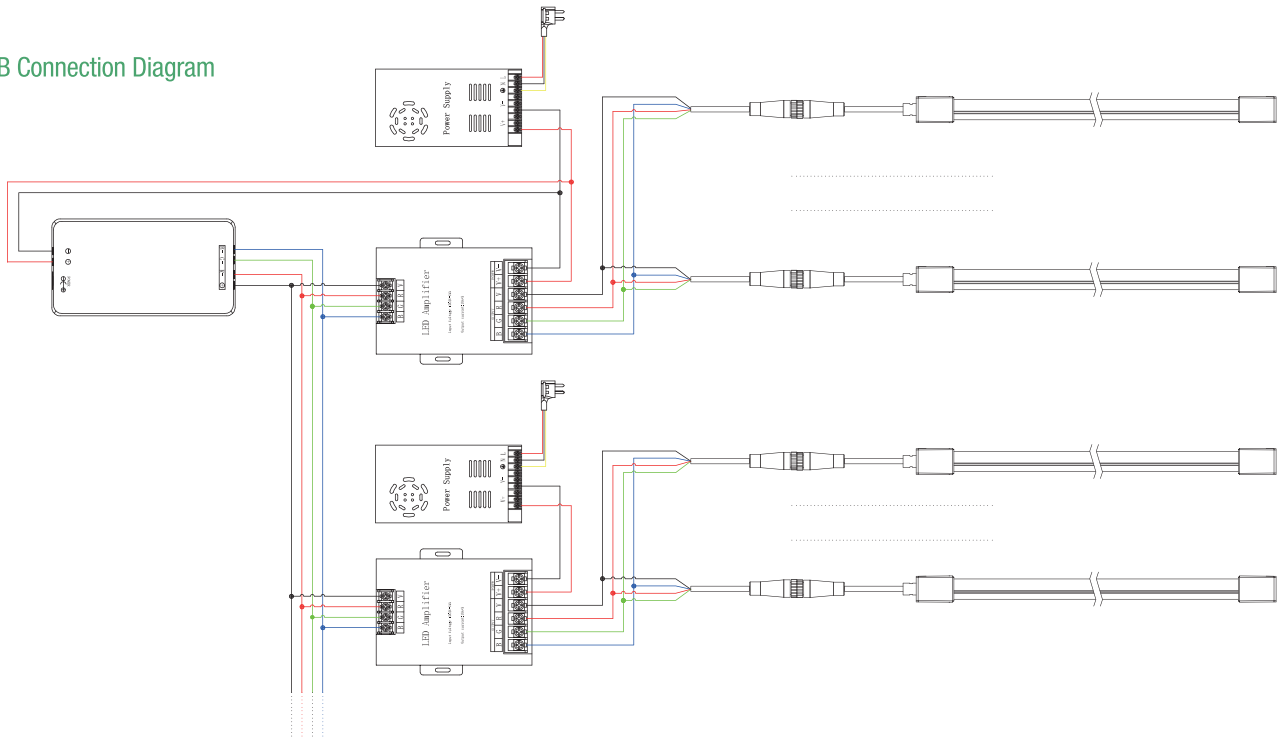 B Connection Diagram
Power Supply
L
N
V-
V+
LED Amplifier
V
R
G
B
V-
V+
V
R
G
B
Power Supply
L
N
V-
V+
LED Amplifier
V
R
G
B
V-
V+
V
R
G
B